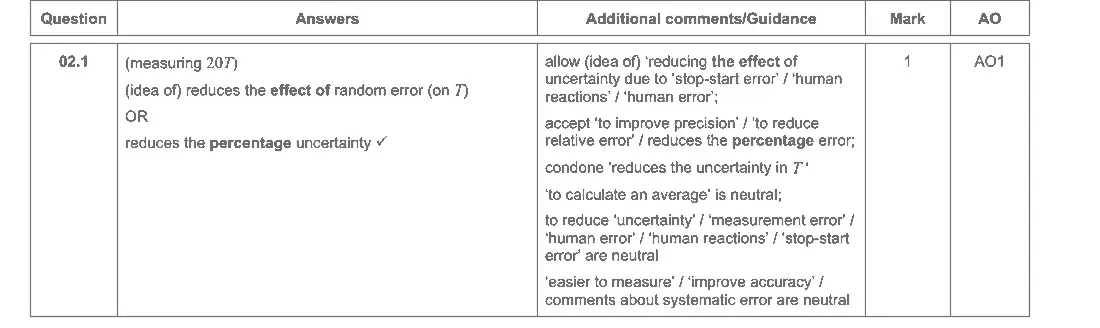 Question Answers Additional comments/Guidance Mark AO
02.1 (measuring 20T) allow (idea of) 'reducing the effect of 1 AO1
uncertainty due to 'stop-start error' / 'human
(idea of) reduces the effect of random error (on T)
reactions' / 'human error';
OR
accept 'to improve precision' / 'to reduce
reduces the percentage uncertainty ✓
relative error' / reduces the percentage error;
condone 'reduces the uncertainty in T '
'to calculate an average' is neutral;
to reduce 'uncertainty' / 'measurement error' /
'human error' / 'human reactions' / 'stop-start
error' are neutral
'easier to measure' / 'improve accuracy' /
comments about systematic error are neutral